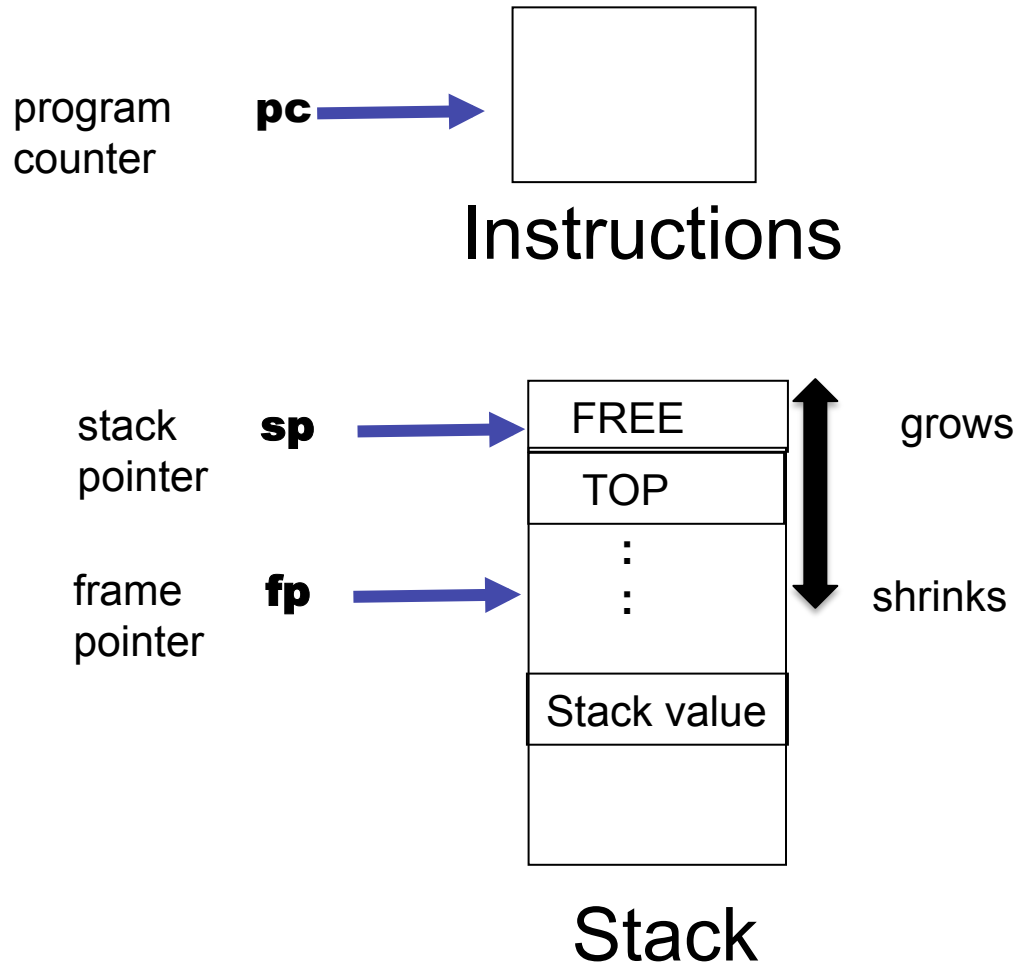 program
counter
pc
Instructions
FREE
stack
pointer
sp
grows
TOP
:
:
frame
pointer
fp
shrinks
Stack value
Stack